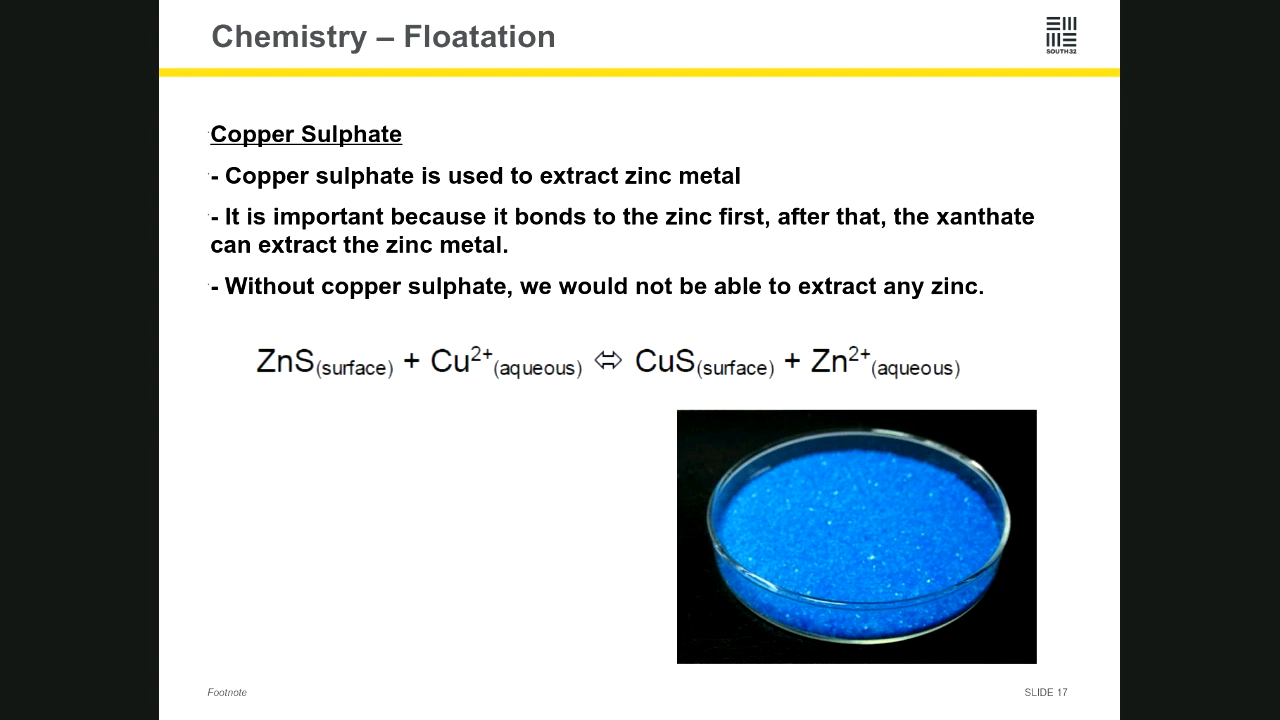 Chemistry – Floatation
SOUTH32
Copper Sulphate
- Copper sulphate is used to extract zinc metal
- It is important because it bonds to the zinc first, after that, the xanthate
can extract the zinc metal.
- Without copper sulphate, we would not be able to extract any zinc.
ZnS(surface) + Cu2+(aqueous) ⇔ CuS(surface) + Zn2+(aqueous)
Footnote
SLIDE 17